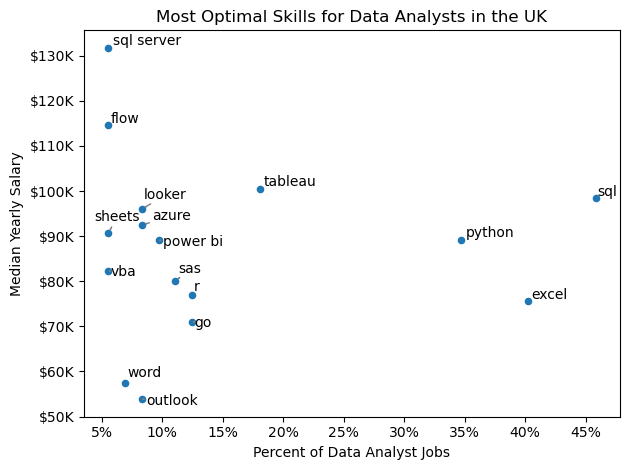 Most Optimal Skills for Data Analysts in the UK
Median Yearly Salary
$130K
$120K
$110K
$100K
$90K
$80K
$70K
$60K
$50K
sql server
flow
tableau
looker
sql
azure
sheets
python
power bi
vba
sas
r
excel
go
word
outlook
5%
10%
15%
20%
25%
30%
35%
40%
45%
Percent of Data Analyst Jobs